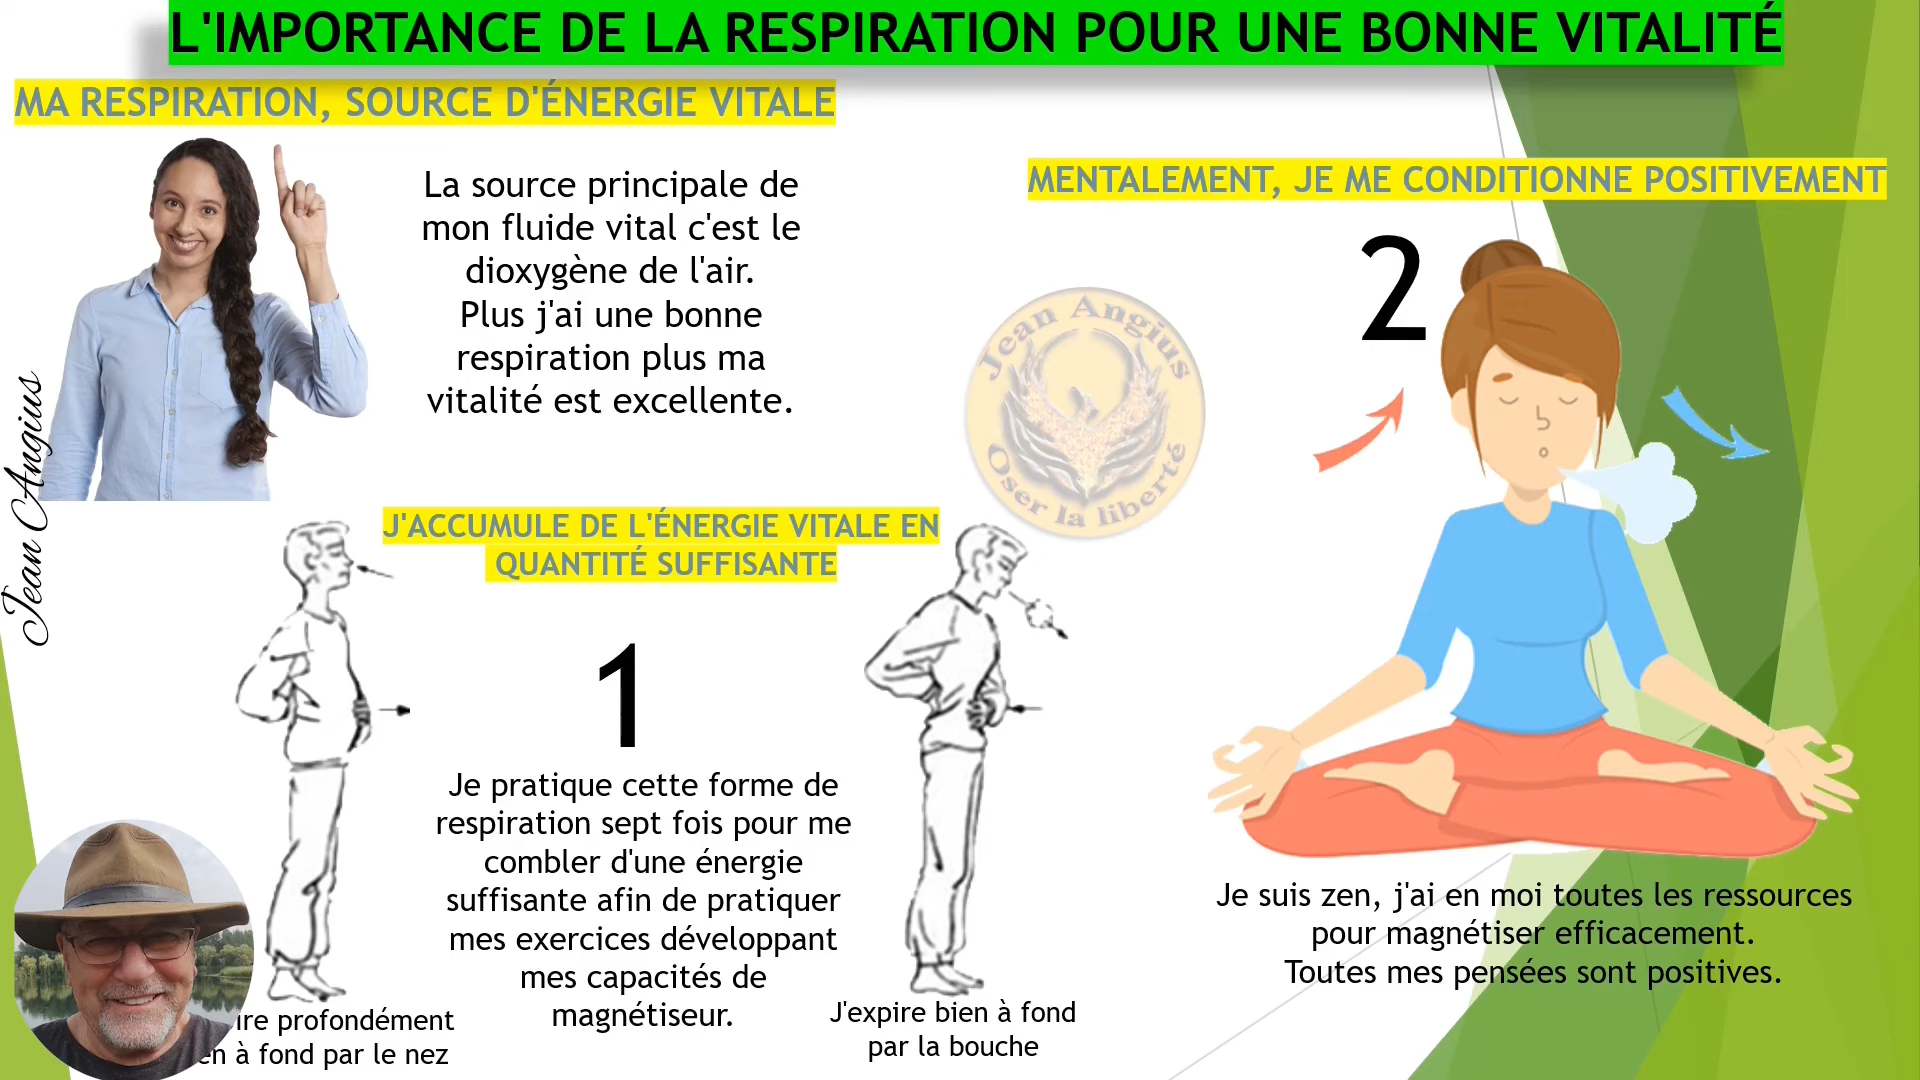 L'IMPORTANCE DE LA RESPIRATION POUR UNE BONNE VITALITÉ
MA RESPIRATION, SOURCE D'ÉNERGIE VITALE
La source principale de
mon fluide vital c'est le
dioxygène de l'air.
Plus j'ai une bonne
respiration plus ma
vitalité est excellente.
Jean Angius
J'ACCUMULE DE L'ÉNERGIE VITALE EN
QUANTITÉ SUFFISANTE
1
Je pratique cette forme de
respiration sept fois pour me
combler d'une énergie
suffisante afin de pratiquer
mes exercices développant
mes capacités de
magnétiseur.
profondément
à fond par le nez
J'expire bien à fond
par la bouche
Jean Angius
Oser la liberté
MENTALEMENT, JE ME CONDITIONNE POSITIVEMENT
2
Je suis zen, j'ai en moi toutes les ressources
pour magnétiser efficacement.
Toutes mes pensées sont positives.